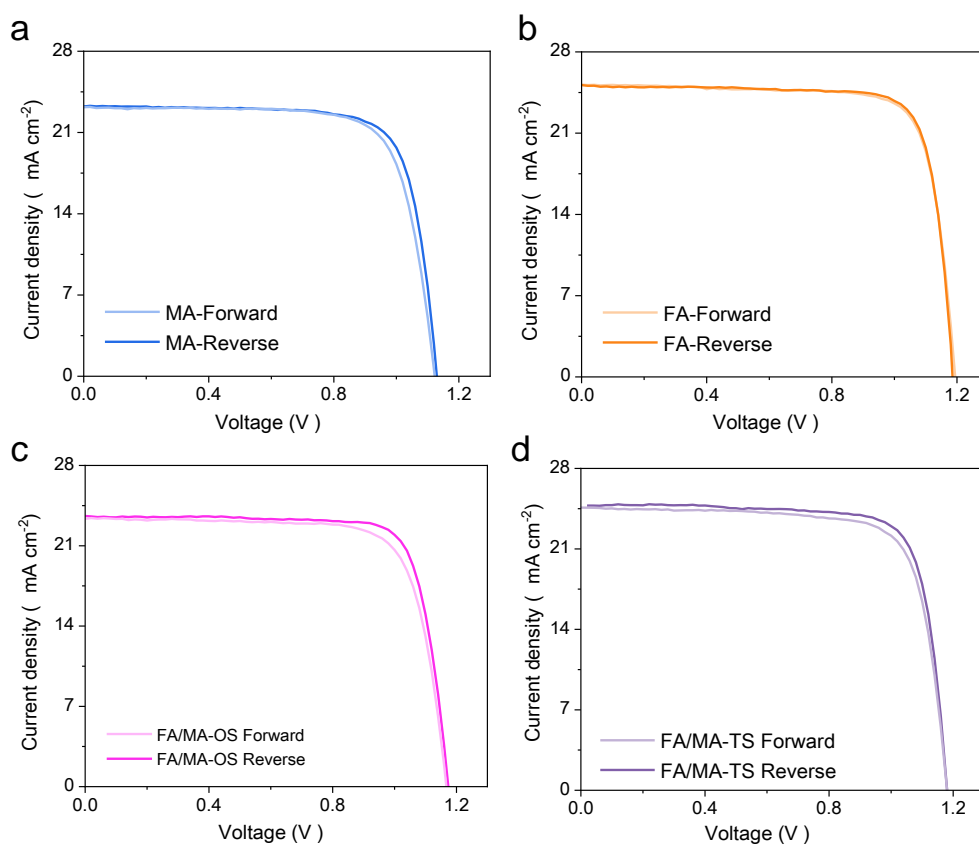 a
28
21
14
7
0
0.0 0.4 0.8 1.2
Current density ( mA cm-2)
Voltage (V )
MA-Forward
MA-Reverse
b
28
21
14
7
0
0.0 0.4 0.8 1.2
Current density ( mA cm-2)
Voltage (V )
FA-Forward
FA-Reverse
c
28
21
14
7
0
0.0 0.4 0.8 1.2
Current density ( mA cm-2)
Voltage (V )
FA/MA-OS Forward
FA/MA-OS Reverse
d
28
21
14
7
0
0.0 0.4 0.8 1.2
Current density ( mA cm-2)
Voltage (V )
FA/MA-TS Forward
FA/MA-TS Reverse